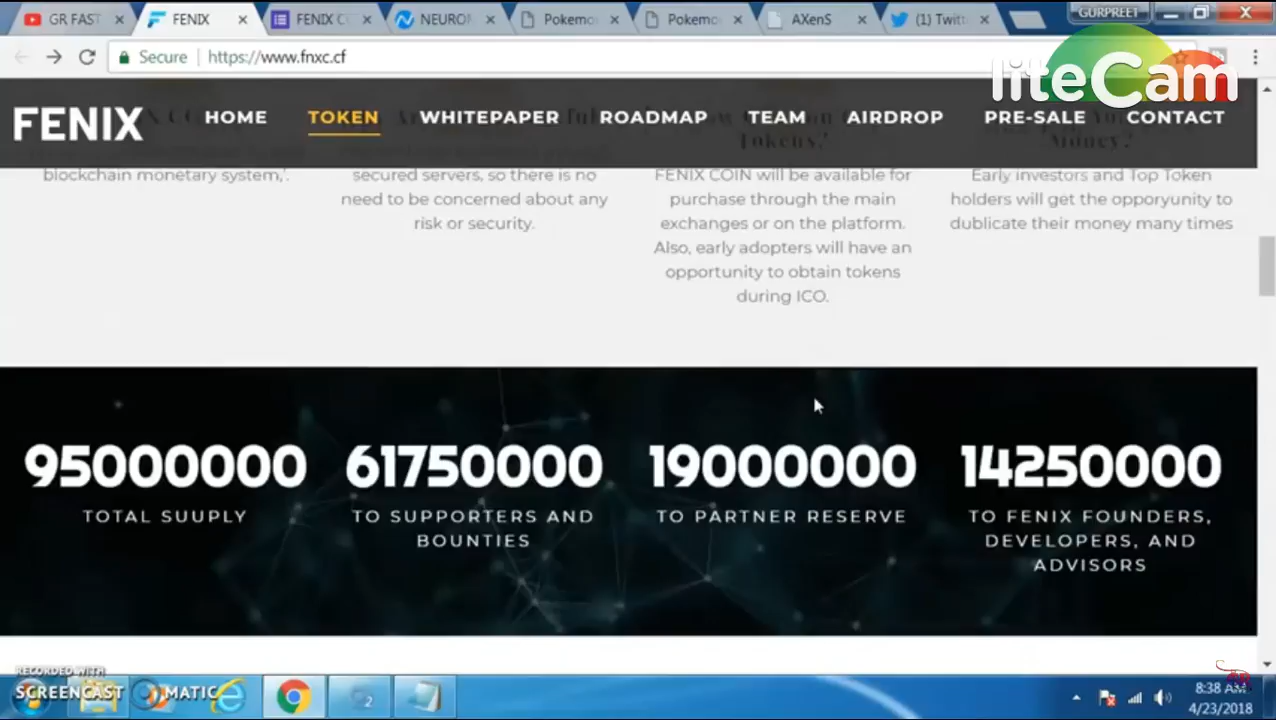 GR FAST
FENIX
FENIX C
NEURO
Pokemo
Pokemo
AXenS
(1) Twitt
GURPREET
Secure
https://www.fnxc.cf
liteCam
FENIX
HOME
TOKEN
WHITEPAPER
ROADMAP
TEAM
AIRDROP
PRE-SALE
CONTACT
Tokens?
Money?
blockchain monetary system,'.
secured servers, so there is no
need to be concerned about any
risk or security.
FENIX COIN will be available for
purchase through the main
exchanges or on the platform.
Also, early adopters will have an
opportunity to obtain tokens
during ICO.
Early investors and Top Token
holders will get the opporyunity to
dublicate their money many times
95000000
TOTAL SUUPLY
61750000
TO SUPPORTERS AND
BOUNTIES
19000000
TO PARTNER RESERVE
14250000
TO FENIX FOUNDERS,
DEVELOPERS, AND
ADVISORS
RECORDED WITH
SCREENCAST MATIC
8:38 AM
4/23/2018